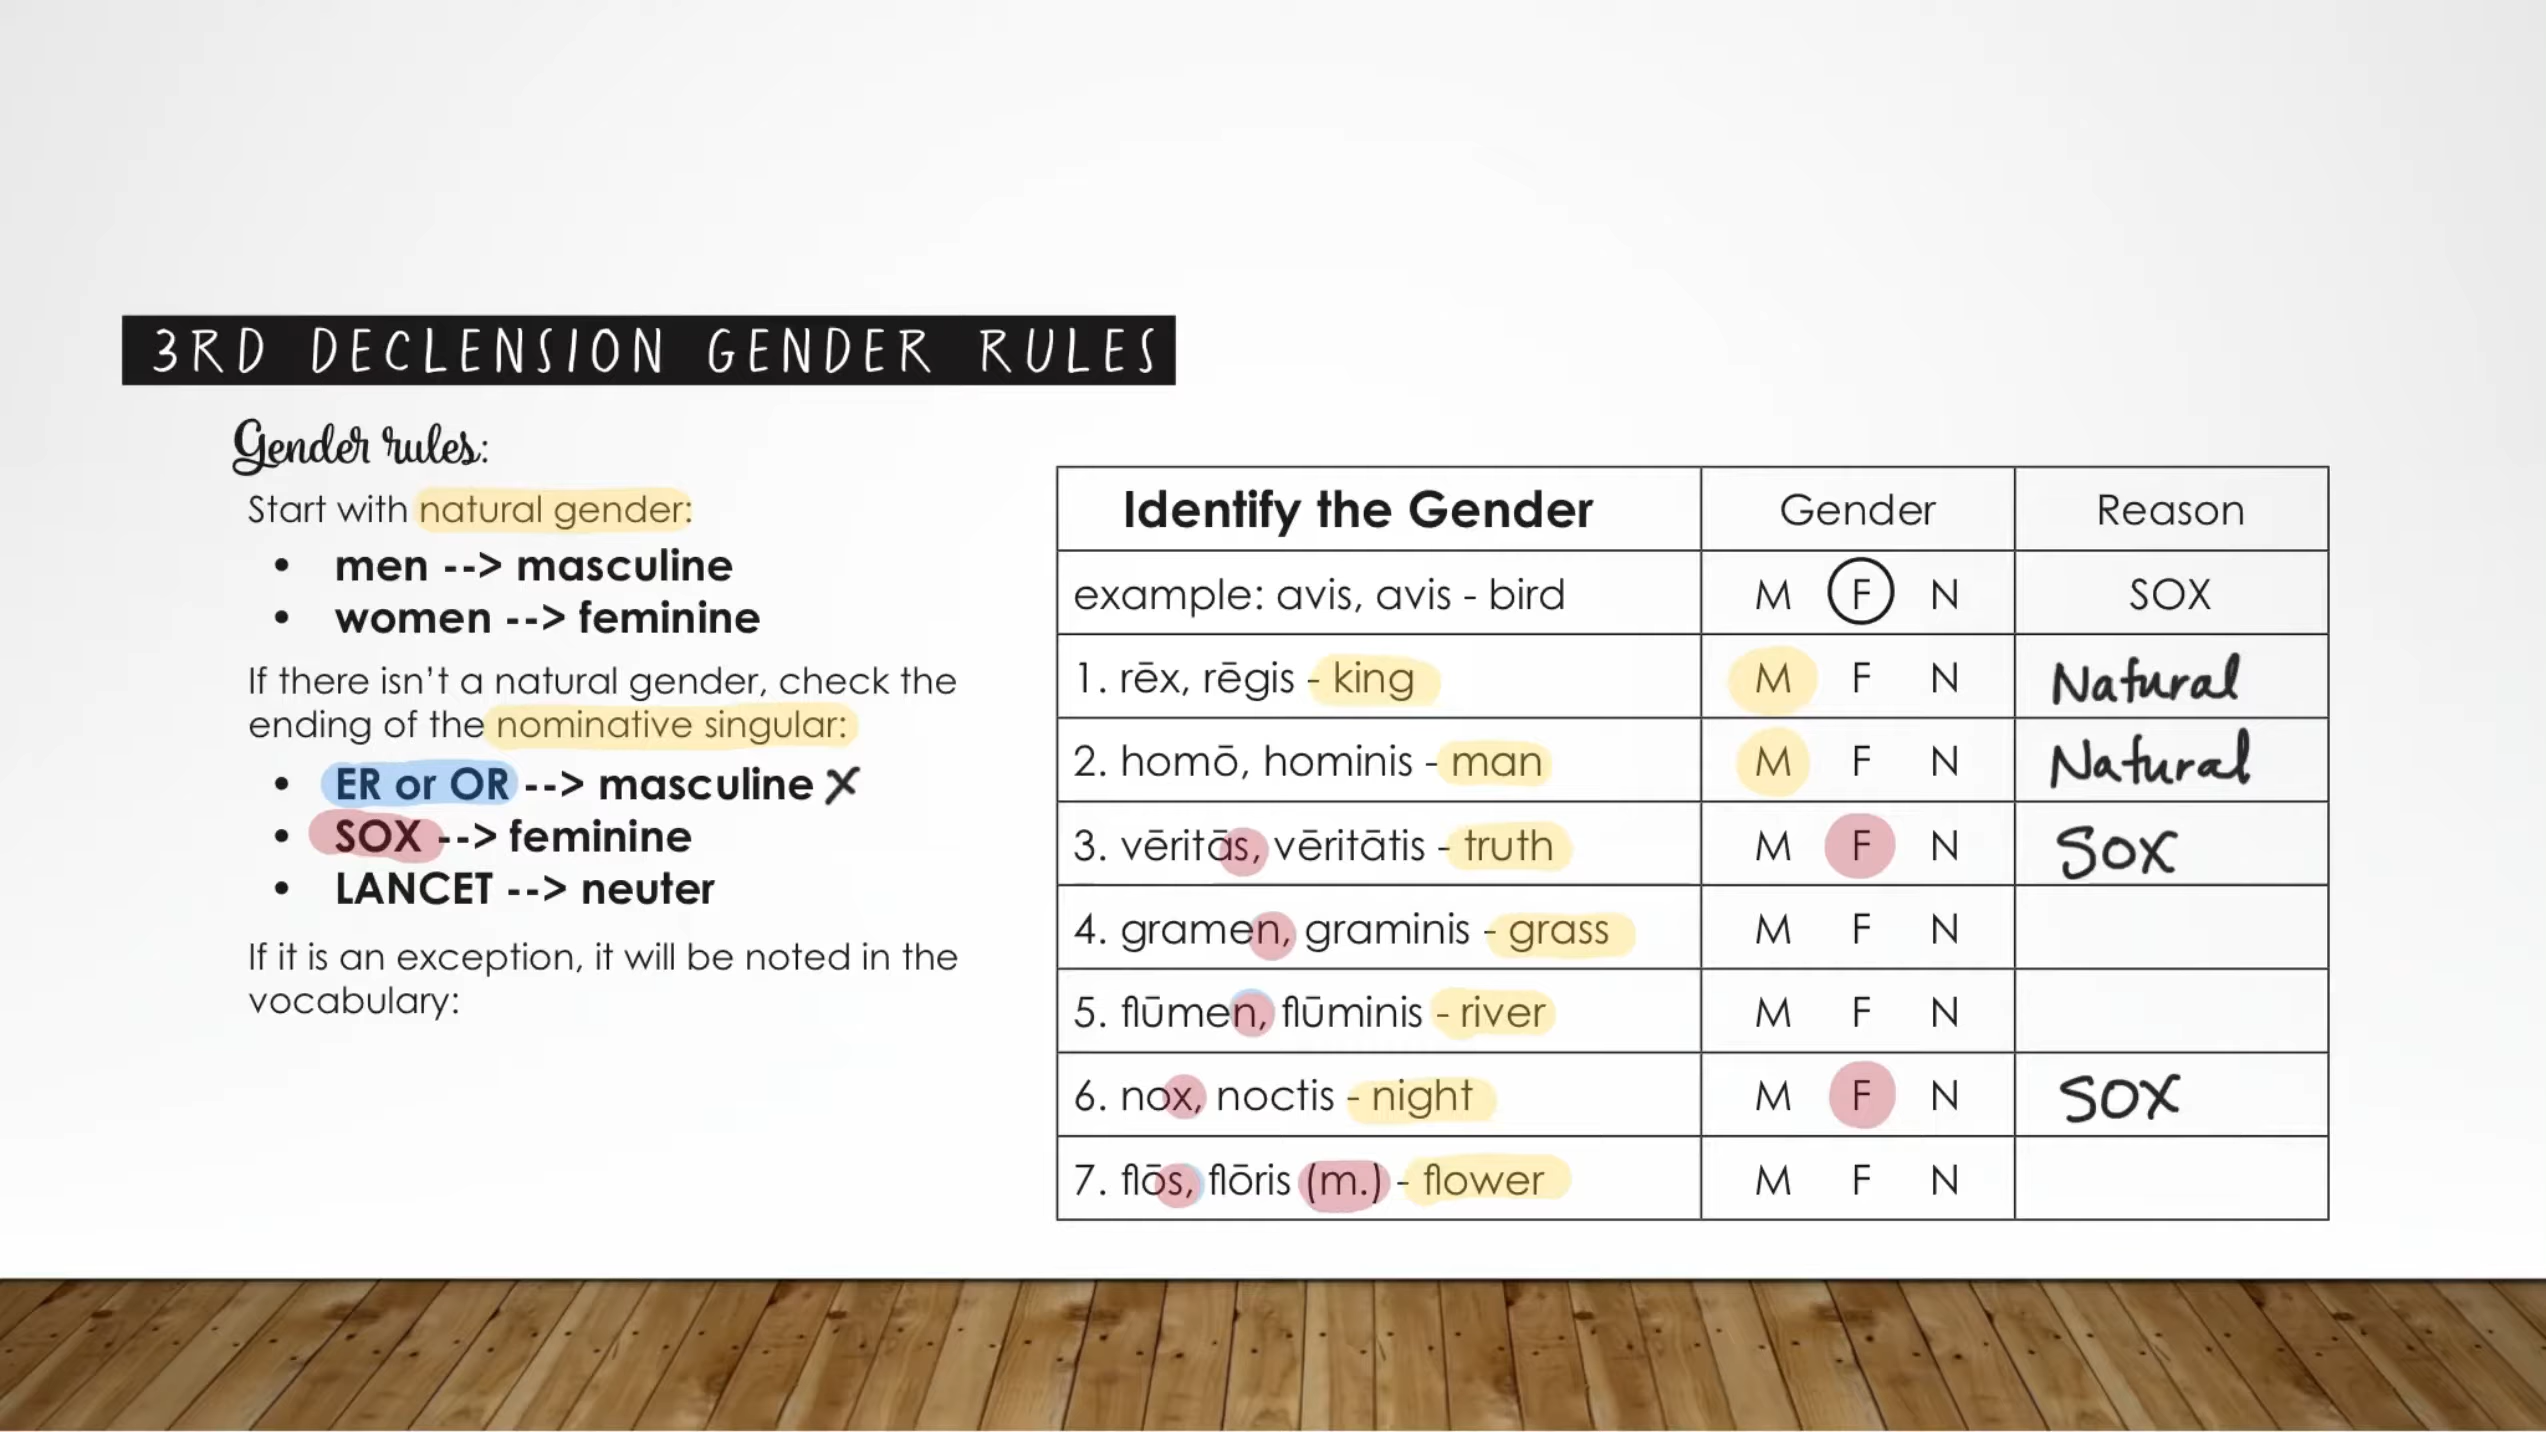 3RD DECLENSION GENDER RULES
Gender rules:
Start with natural gender:
• men --> masculine
• women --> feminine
If there isn't a natural gender, check the
ending of the nominative singular:
• ER or OR --> masculine X
• SOX --> feminine
• LANCET --> neuter
If it is an exception, it will be noted in the
vocabulary:
Identify the Gender Gender Reason
example: avis, avis - bird M F N SOX
1. rēx, rēgis - king M F N Natural
2. homō, hominis - man M F N Natural
3. vēritās, vēritātis - truth M F N SOX
4. gramen, graminis - grass M F N
5. flūmen, flūminis - river M F N
6. nox, noctis - night M F N SOX
7. flōs, flōris (m.) - flower M F N